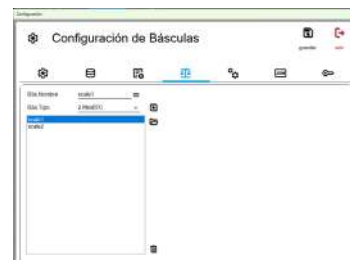 Configuración
Configuración de Básculas
guardar
salir
Bás.Nombre scale1
Bás.Tipo
scale1
scale2